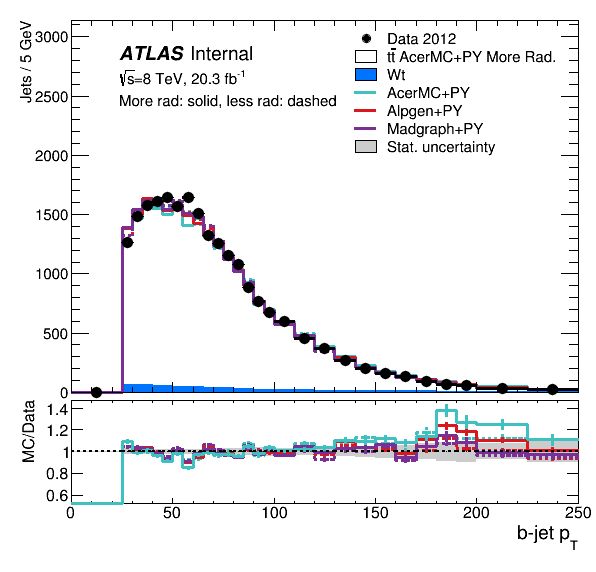 Jets / 5 GeV
3000
2500
2000
1500
1000
500
0
ATLAS Internal
√s=8 TeV, 20.3 fb⁻¹
More rad: solid, less rad: dashed
Data 2012
tt̄ AcerMC+PY More Rad.
Wt
AcerMC+PY
Alpgen+PY
Madgraph+PY
Stat. uncertainty
MC/Data
1.4
1.2
1
0.8
0.6
0 50 100 150 200 250
b-jet p_T